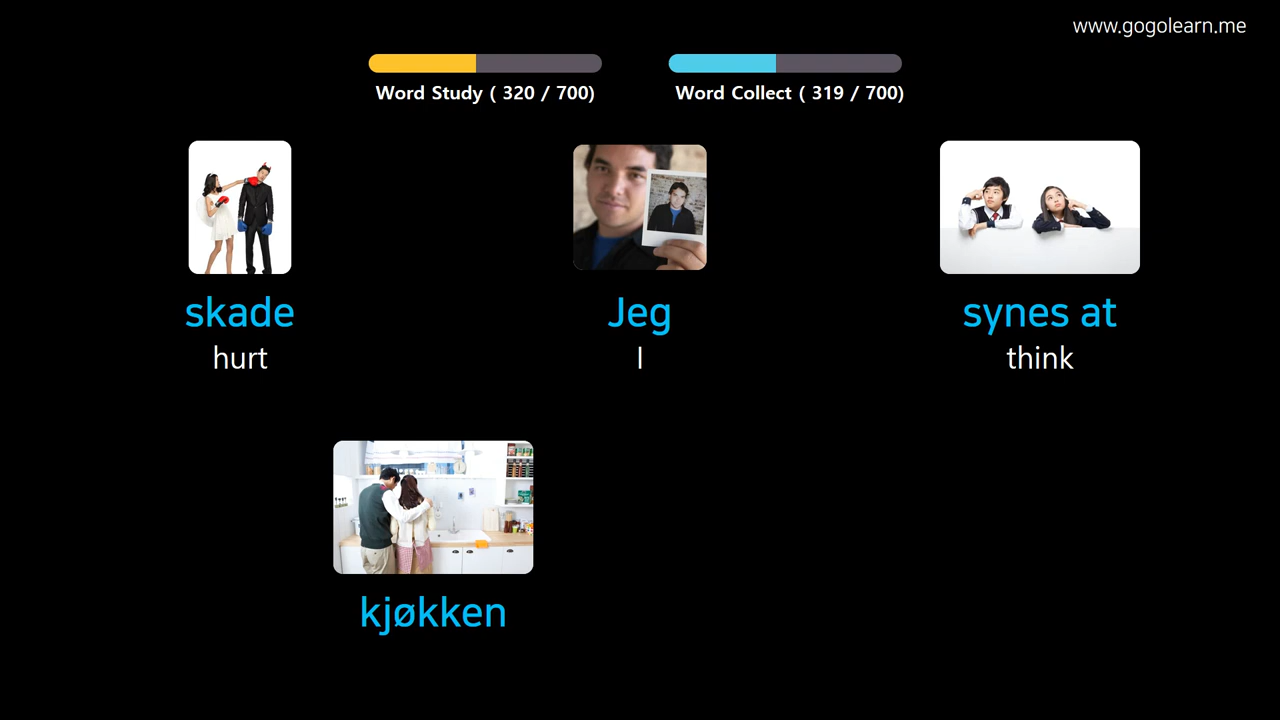 www.gogolearn.me
Word Study ( 320 / 700)
Word Collect ( 319 / 700)
skade
hurt
Jeg
I
synes at
think
kjøkken